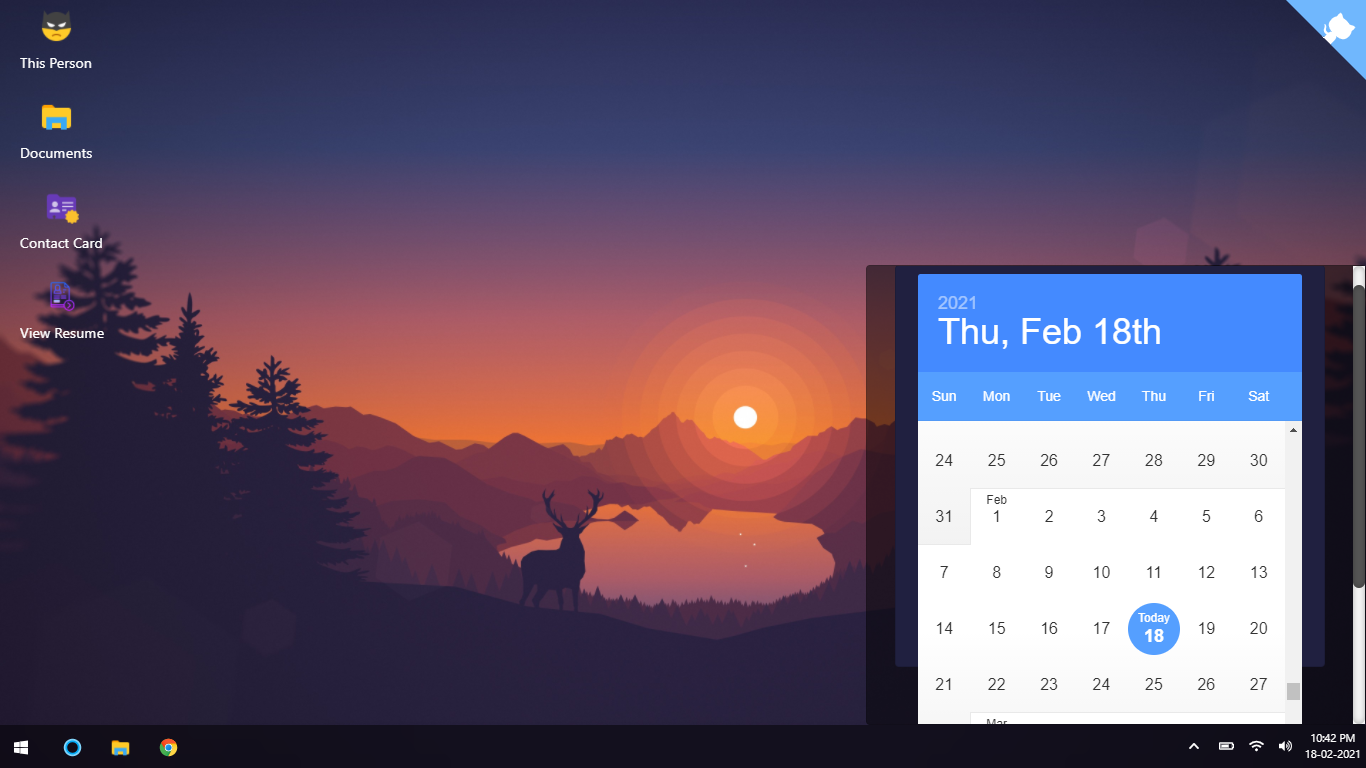 This Person
Documents
Contact Card
View Resume
2021
Thu, Feb 18th
Sun Mon Tue Wed Thu Fri Sat
24 25 26 27 28 29 30
Feb
31 1 2 3 4 5 6
7 8 9 10 11 12 13
Today
14 15 16 17 18 19 20
21 22 23 24 25 26 27
Mar
10:42 PM
18-02-2021